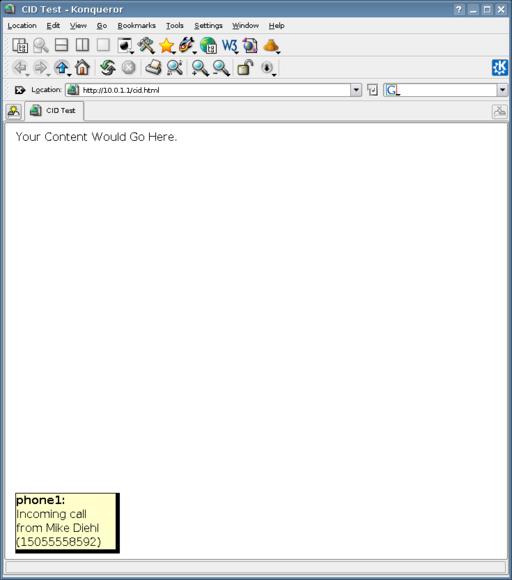 CID Test - Konqueror
Location Edit View Go Bookmarks Tools Settings Window Help
W3
Location: http://10.0.1.1/cid.html G
CID Test
Your Content Would Go Here.
phone1:
Incoming call
from Mike Diehl
(15055558592)